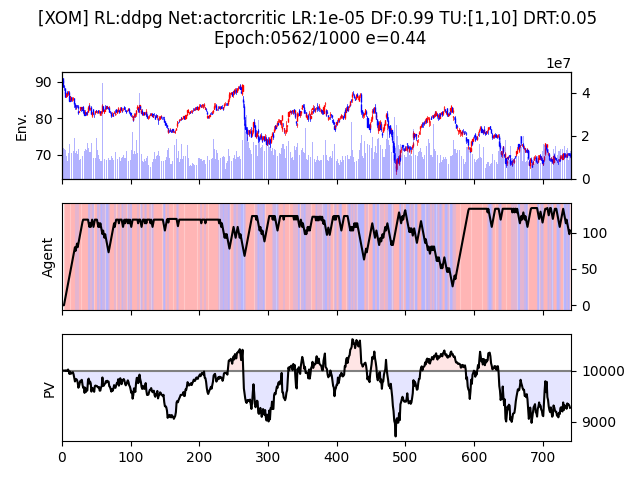 [XOM] RL:ddpg Net:actorcritic LR:1e-05 DF:0.99 TU:[1,10] DRT:0.05
Epoch:0562/1000 e=0.44
1e7
90
80
70
Env.
4
2
0
Agent
100
50
0
PV
10000
9000
0 100 200 300 400 500 600 700